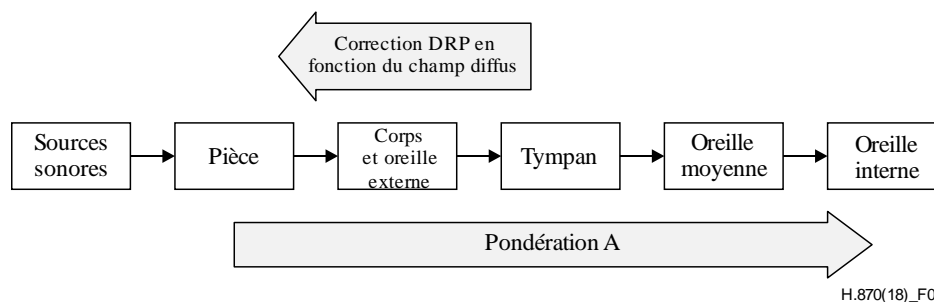 Correction DRP en
fonction du champ diffus
Sources
sonores
Pièce
Corps
et oreille
externe
Tympan
Oreille
moyenne
Oreille
interne
Pondération A
H.870(18)_F0